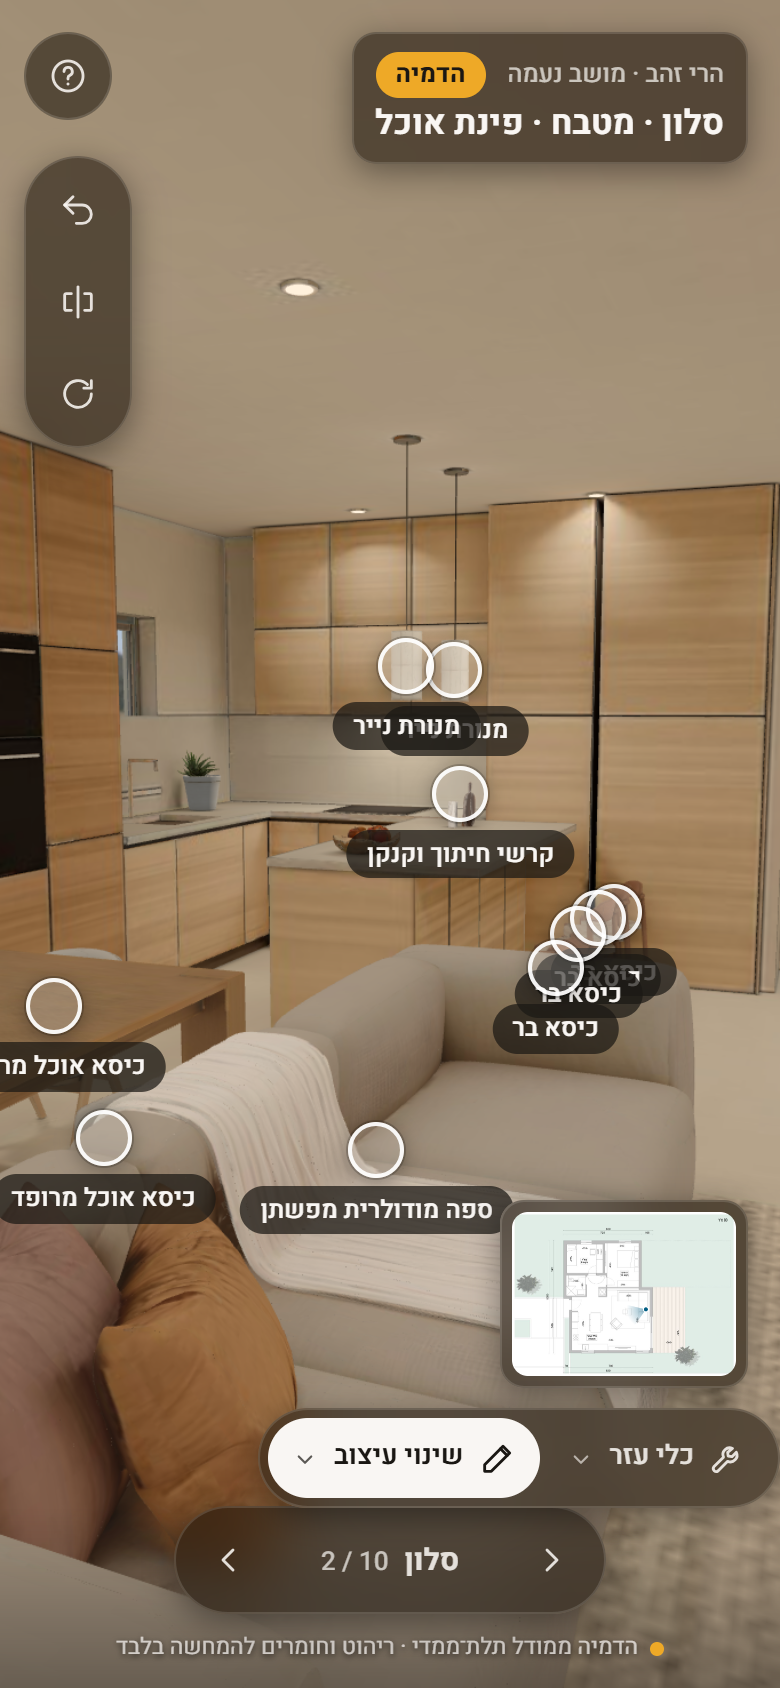 הרי זהב · מושב נעמה הדמיה
סלון · מטבח · פינת אוכל
מנורת נייר
קרשי חיתוך וקנקן
כיסא בר
כיסא בר
כיסא אוכל
כיסא אוכל מרופד
ספה מודולרית מפשתן
כלי עזר
שינוי עיצוב
סלון 2 / 10
הדמיה ממודל תלת־ממדי · ריהוט וחומרים להמחשה בלבד